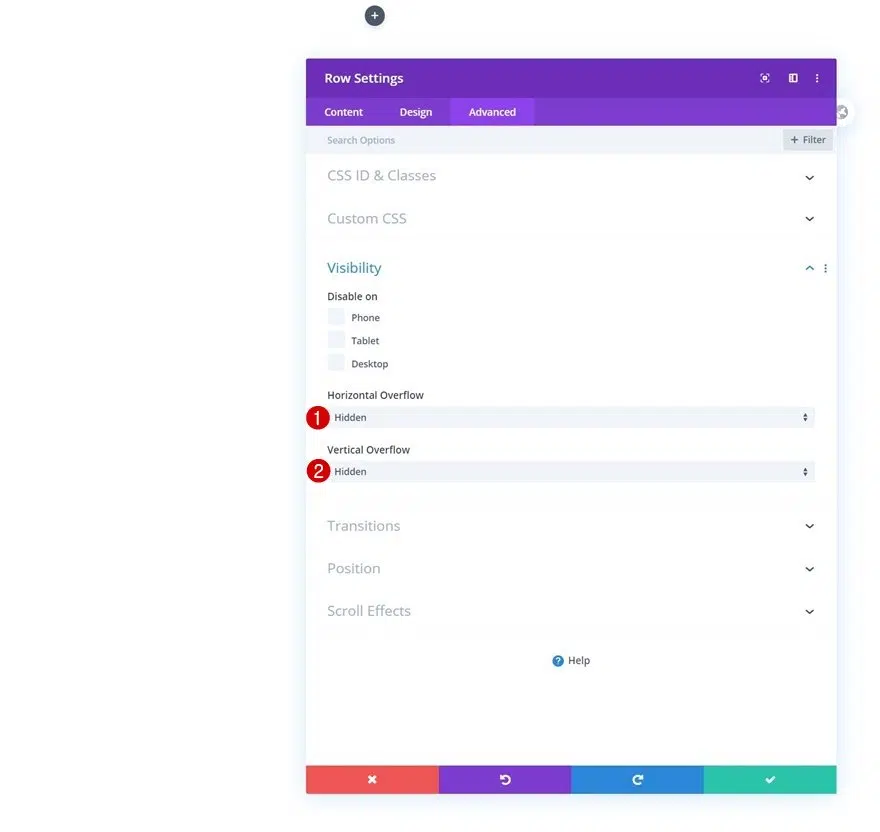 Row Settings
Content Design Advanced
Search Options + Filter
CSS ID & Classes
Custom CSS
Visibility
Disable on
Phone
Tablet
Desktop
Horizontal Overflow
1 Hidden
Vertical Overflow
2 Hidden
Transitions
Position
Scroll Effects
? Help